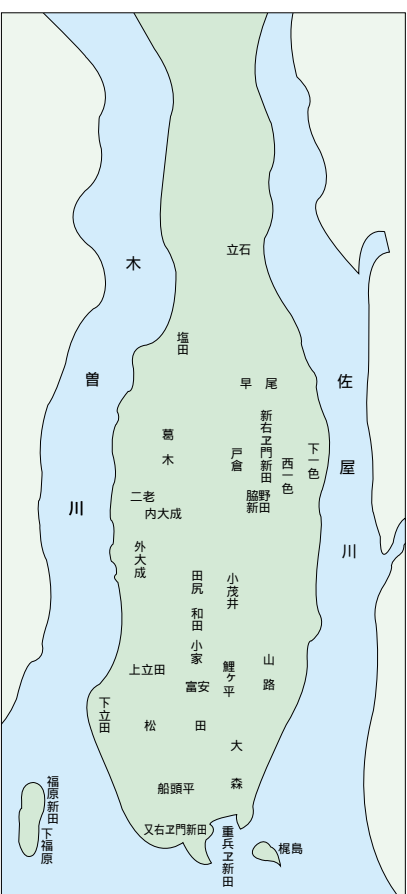 木曽川
佐屋川
立石
塩田
早尾
新右ヱ門新田
葛木
戸倉
西一色
下一色
脇野新田
二老
内大成
外大成
田尻
和田
小茂井
小家
上立田
富安
鯉ヶ平
山路
下立田
松田
大森
船頭平
又右ヱ門新田
重兵ヱ新田
梶島
福原新田
下福原